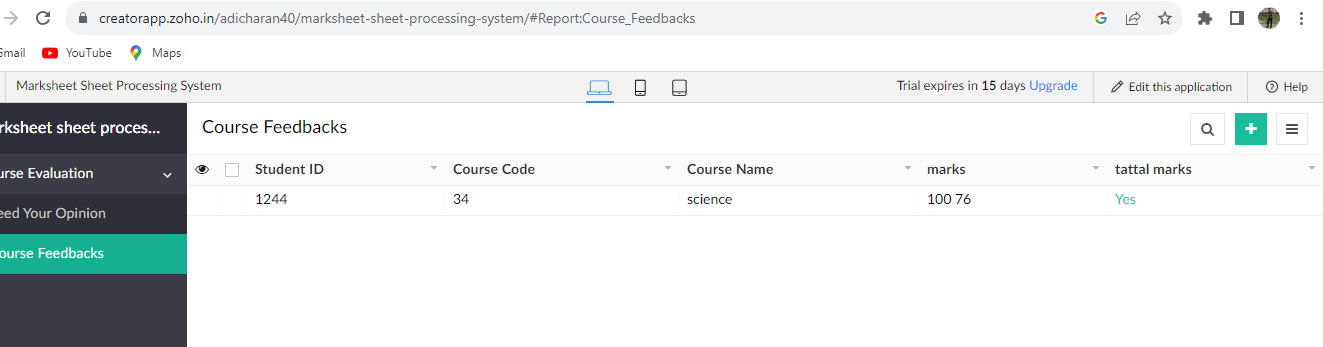 creatorapp.zoho.in/adicharan40/marksheet-sheet-processing-system/#Report:Course_Feedbacks
Gmail YouTube Maps
Marksheet Sheet Processing System Trial expires in 15 days Upgrade Edit this application Help
rksheet sheet proces... Course Feedbacks
urse Evaluation Student ID Course Code Course Name marks tattal marks
1244 34 science 100 76 Yes
eed Your Opinion
ourse Feedbacks